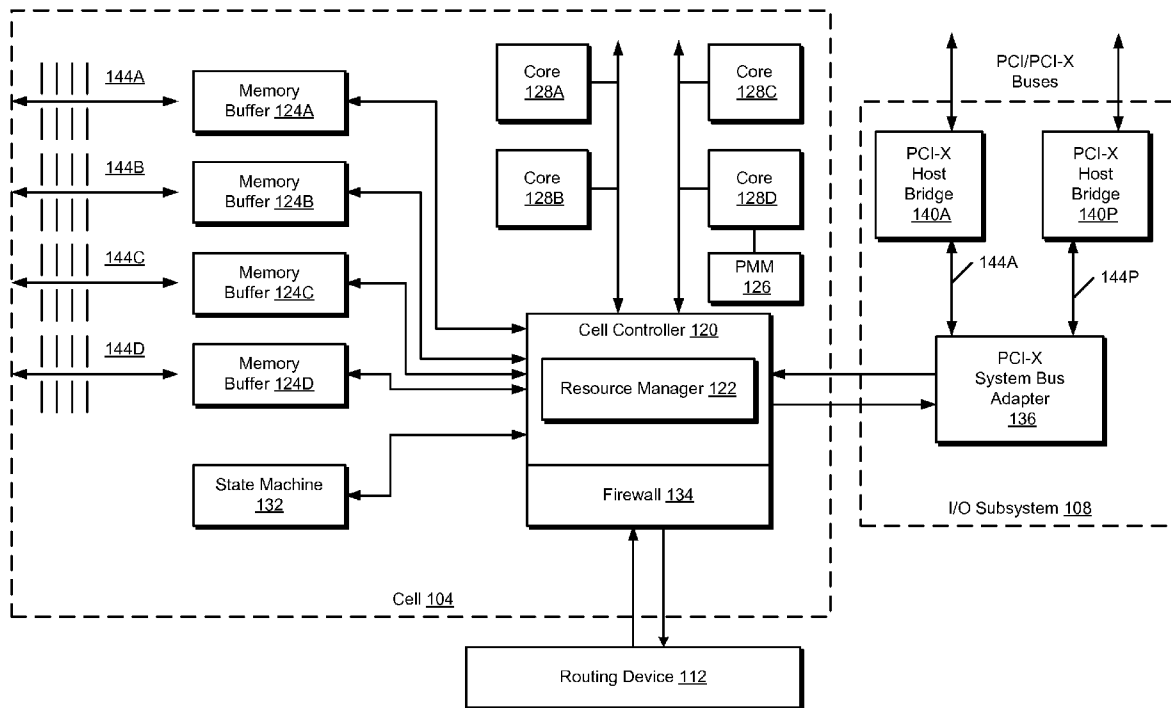 144A
Memory
Buffer 124A
144B
Memory
Buffer 124B
144C
Memory
Buffer 124C
144D
Memory
Buffer 124D
State Machine
132
Core
128A
Core
128C
Core
128B
Core
128D
PMM
126
Cell Controller 120
Resource Manager 122
Firewall 134
Cell 104
Routing Device 112
PCI/PCI-X
Buses
PCI-X
Host
Bridge
140A
PCI-X
Host
Bridge
140P
144A
144P
PCI-X
System Bus
Adapter
136
I/O Subsystem 108